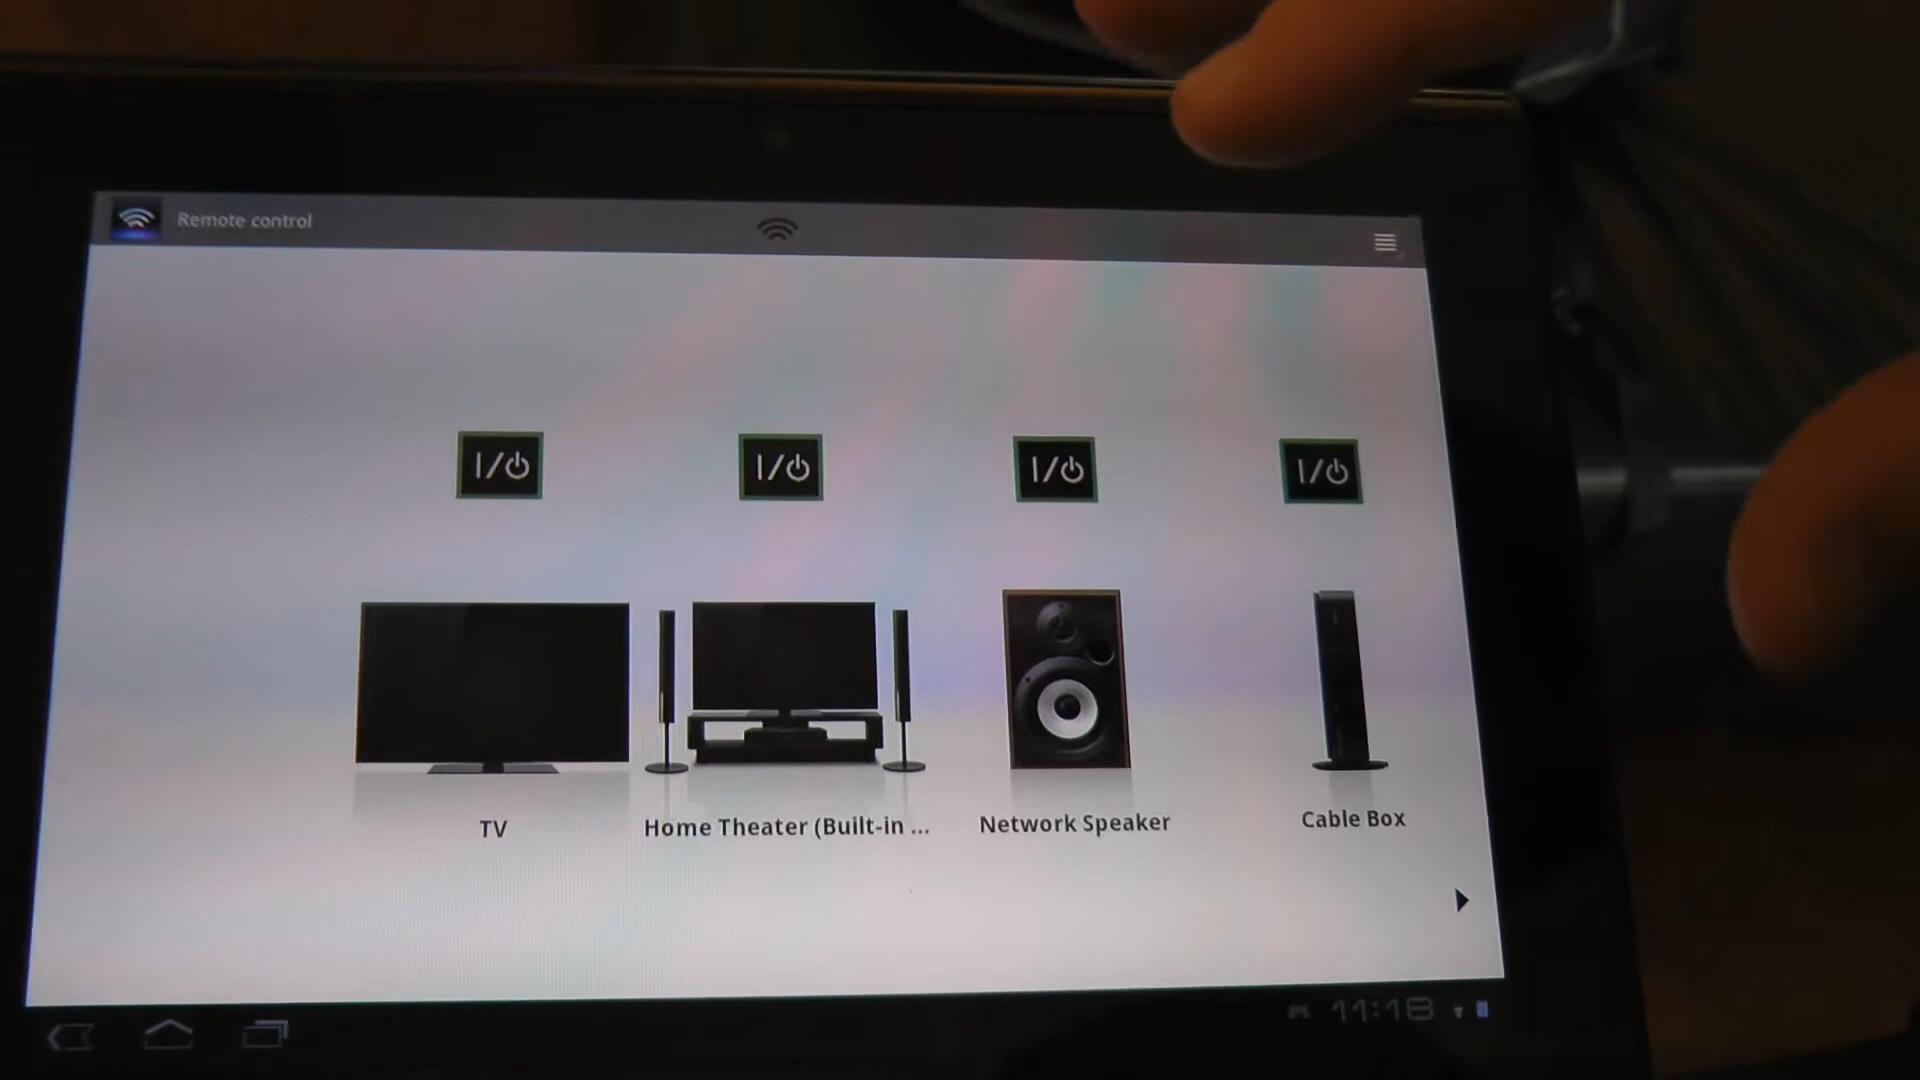 Remote control
I/⏻ I/⏻ I/⏻ I/⏻
TV
Home Theater (Built-in ...
Network Speaker
Cable Box
11:18